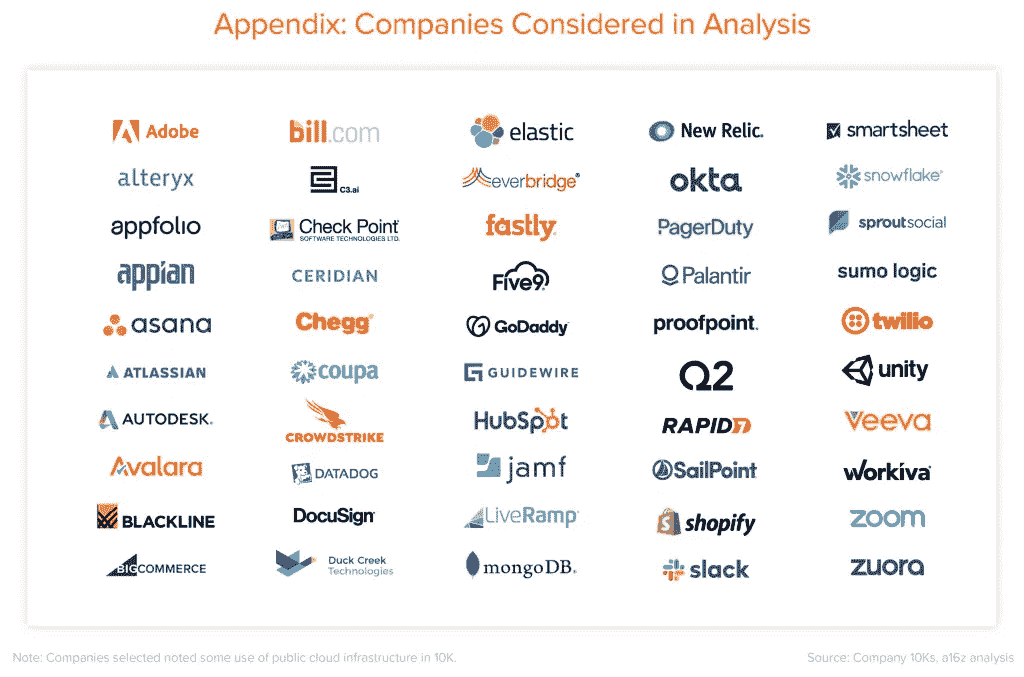 Appendix: Companies Considered in Analysis
Adobe
bill.com
elastic
New Relic.
smartsheet
alteryx
C3.ai
everbridge®
okta
snowflake®
appfolio
Check Point
SOFTWARE TECHNOLOGIES LTD.
fastly
PagerDuty
sproutsocial
appian
CERIDIAN
Five9
Palantir
sumo logic
asana
Chegg®
GoDaddy
proofpoint.
twilio
ATLASSIAN
coupa
GUIDEWIRE
Q2
unity
AUTODESK.
CROWDSTRIKE
HubSpot
RAPID7
Veeva
Avalara
DATADOG
jamf
SailPoint
workiva
BLACKLINE
DocuSign
LiveRamp
shopify
zoom
BIGCOMMERCE
Duck Creek
Technologies
mongoDB.
slack
zuora
Note: Companies selected noted some use of public cloud infrastructure in 10K.
Source: Company 10Ks, a16z analysis